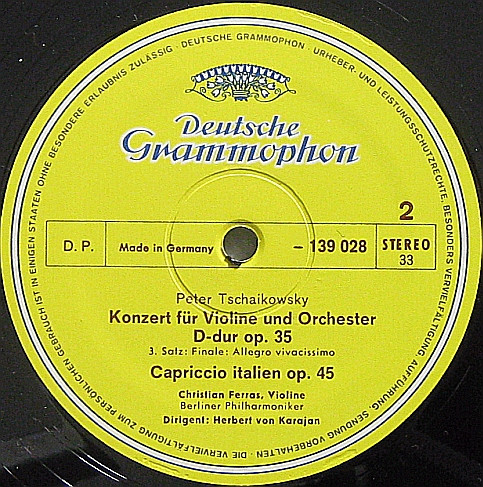 Deutsche
Grammophon
2
D. P.
Made in Germany
– 139 028
STEREO
33
Peter Tschaikowsky
Konzert für Violine und Orchester
D-dur op. 35
3. Satz: Finale: Allegro vivacissimo
Capriccio italien op. 45
Christian Ferras, Violine
Berliner Philharmoniker
Dirigent: Herbert von Karajan
DEUTSCHE GRAMMOPHON · URHEBER- UND LEISTUNGSSCHUTZRECHTE, BESONDERS VERVIELFÄLTIGUNG, AUFFÜHRUNG, SENDUNG VORBEHALTEN · DIE VERVIELFÄLTIGUNG ZUM PERSÖNLICHEN GEBRAUCH IST IN EINIGEN STAATEN OHNE BESONDERE ERLAUBNIS ZULÄSSIG ·